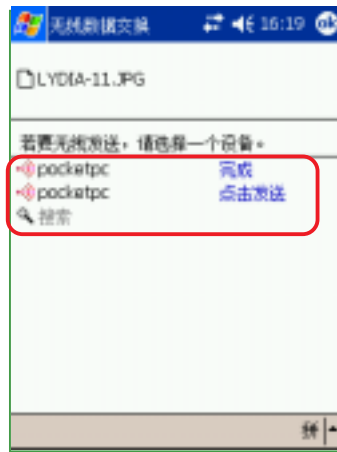 无线数据交换 16:19 ok
LYDIA-11.JPG
若要无线发送，请选择一个设备。
pocketpc 完成
pocketpc 点击发送
搜索
拼